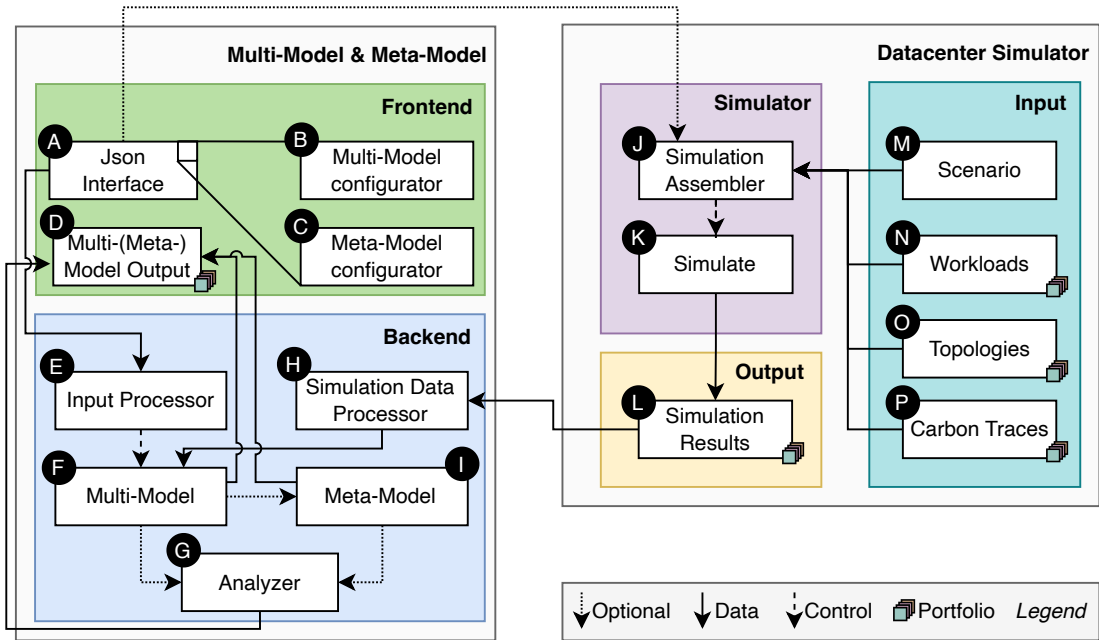 Multi-Model & Meta-Model
Frontend
A
Json
Interface
B
Multi-Model
configurator
D
Multi-(Meta-)
Model Output
C
Meta-Model
configurator
Backend
E
Input Processor
H
Simulation Data
Processor
F
Multi-Model
I
Meta-Model
G
Analyzer
Datacenter Simulator
Simulator
J
Simulation
Assembler
K
Simulate
Output
L
Simulation
Results
Input
M
Scenario
N
Workloads
O
Topologies
P
Carbon Traces
Optional
Data
Control
Portfolio
Legend